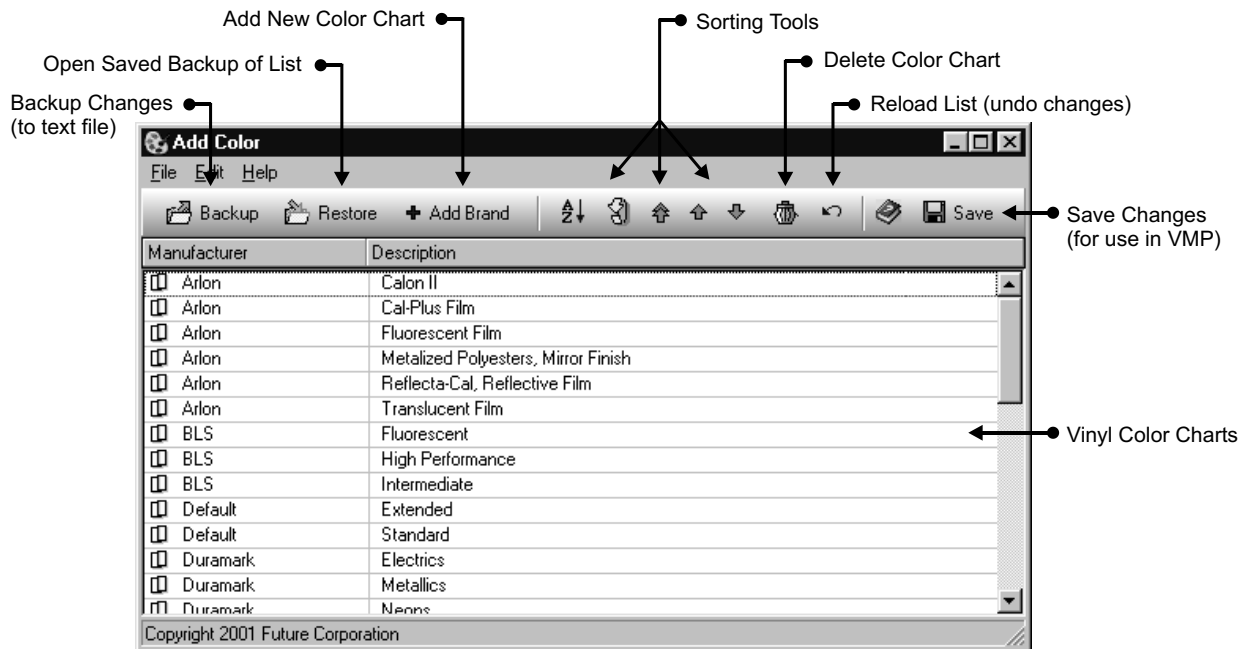 Add New Color Chart
Sorting Tools
Open Saved Backup of List
Delete Color Chart
Backup Changes
(to text file)
Reload List (undo changes)
Add Color
File Edit Help
Backup Restore Add Brand AZ Save
Save Changes
(for use in VMP)
Manufacturer Description
Arlon Calon II
Arlon Cal-Plus Film
Arlon Fluorescent Film
Arlon Metalized Polyesters, Mirror Finish
Arlon Reflecta-Cal, Reflective Film
Arlon Translucent Film
BLS Fluorescent
Vinyl Color Charts
BLS High Performance
BLS Intermediate
Default Extended
Default Standard
Duramark Electrics
Duramark Metallics
Duramark Neons
Copyright 2001 Future Corporation